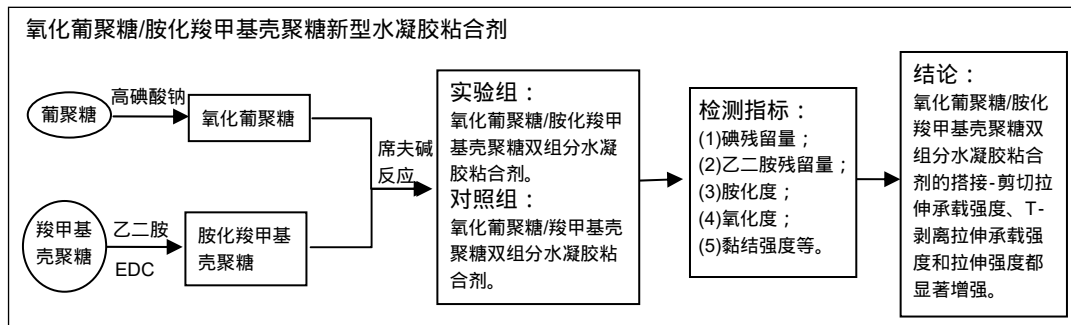 氧化葡聚糖/胺化羧甲基壳聚糖新型水凝胶粘合剂
葡聚糖
高碘酸钠
氧化葡聚糖
羧甲基
壳聚糖
乙二胺
EDC
胺化羧甲基
壳聚糖
席夫碱
反应
实验组：
氧化葡聚糖/胺化羧甲
基壳聚糖双组分水凝
胶粘合剂。
对照组：
氧化葡聚糖/羧甲基壳
聚糖双组分水凝胶粘
合剂。
检测指标：
(1)碘残留量；
(2)乙二胺残留量；
(3)胺化度；
(4)氧化度；
(5)黏结强度等。
结论：
氧化葡聚糖/胺化
羧甲基壳聚糖双
组分水凝胶粘合
剂的搭接-剪切拉
伸承载强度、T-
剥离拉伸承载强
度和拉伸强度都
显著增强。